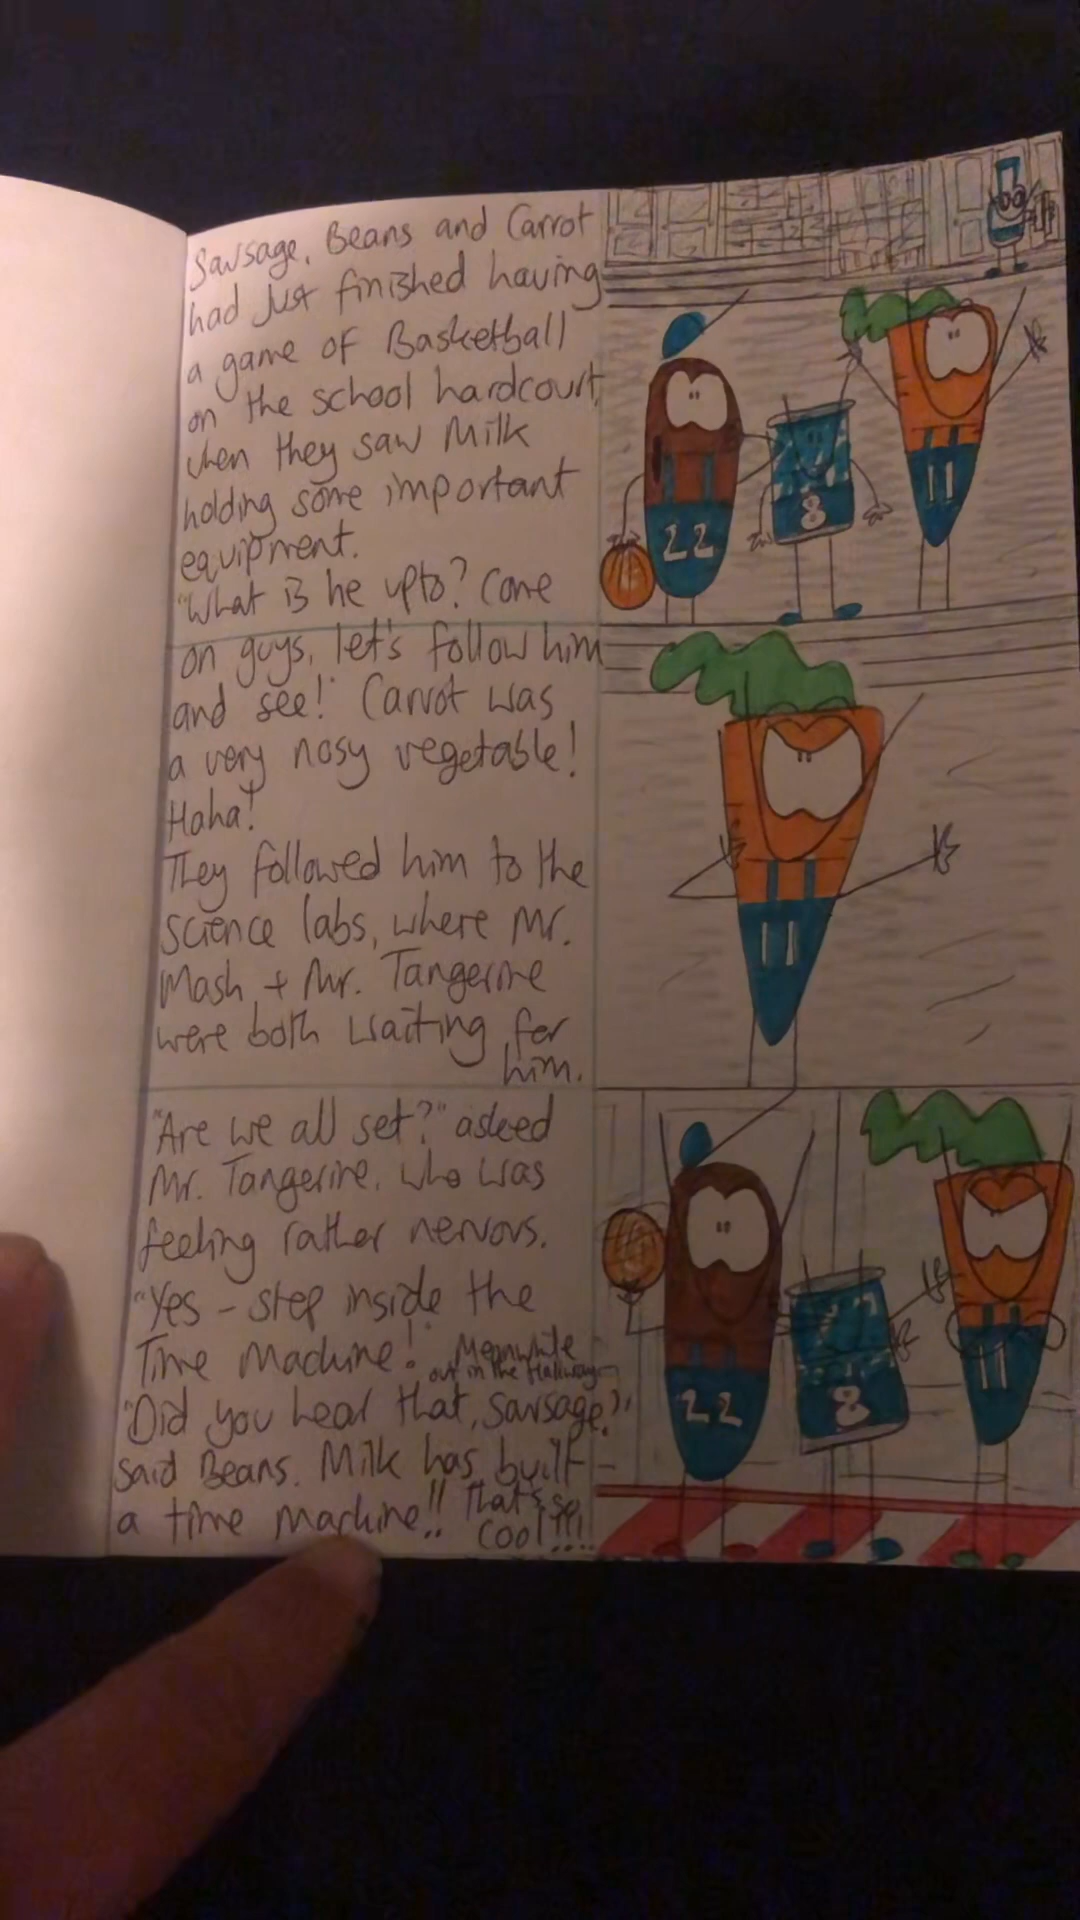 Sausage, Beans and Carrot
had just finished having
a game of Basketball
on the school hardcourt,
when they saw Milk
holding some important
equipment.
"What is he upto? Come
on guys, let's follow him
and see!" Carrot was
a very nosy vegetable!
Haha!
They followed him to the
science labs, where Mr.
Mash + Mr. Tangerine
were both waiting for
him.
"Are we all set?" asked
Mr. Tangerine, who was
feeling rather nervous.
"Yes - step inside the
Time Machine!" Meanwhile
out in the Hallway...
"Did you hear that, Sausage?",
said Beans. Milk has built
a time machine!! That's so
cool!!!...
22
8
11
11
22
8
11